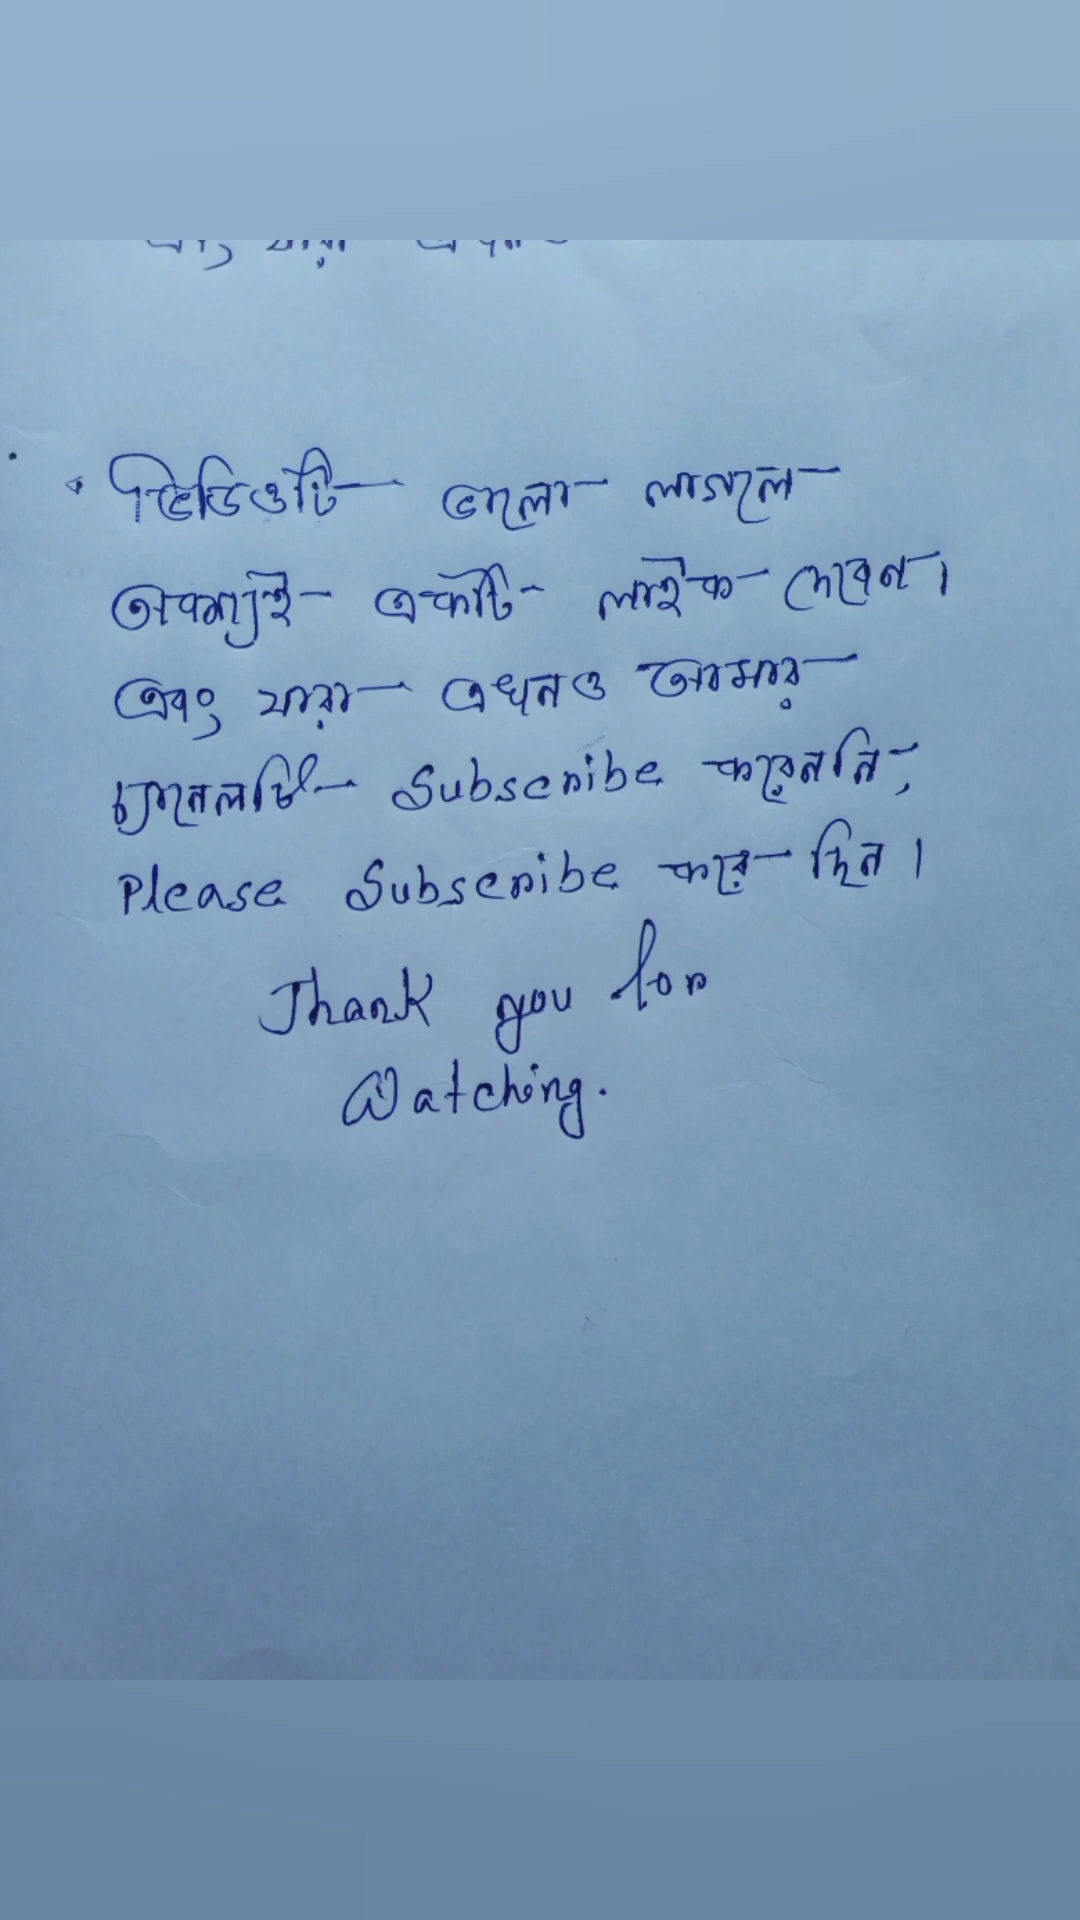 এবং যারা
ভিডিওটি ভালো লাগলে
অবশ্যই একটি লাইক দেবেন।
এবং যারা এখনও আমার
চ্যানেলটি Subscribe করেননি,
Please Subscribe করে দিন।
Thank you for
Watching.